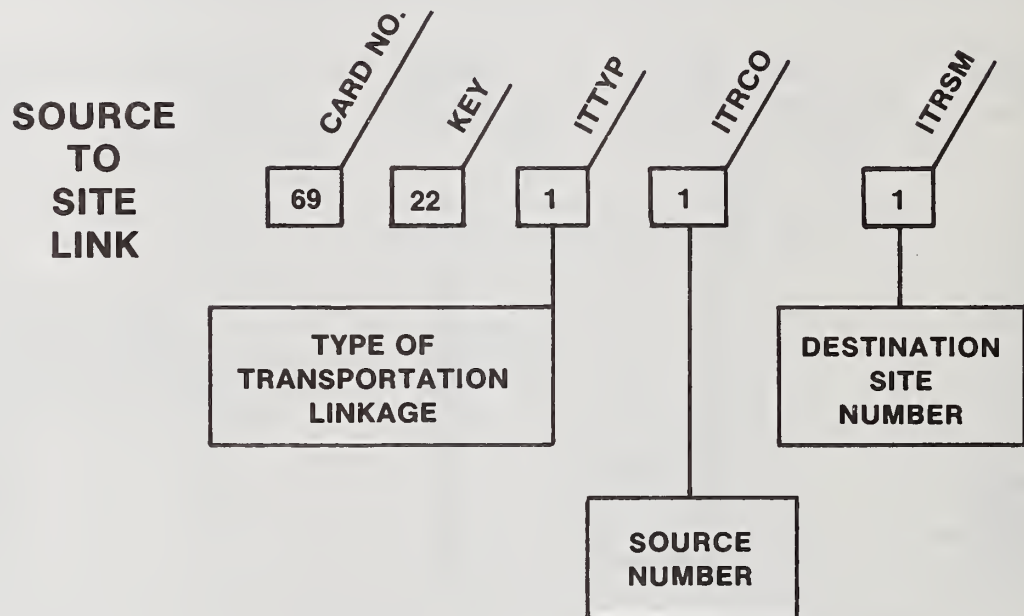 SOURCE
TO
SITE
LINK
CARD NO.
KEY
ITTYP
ITRCO
ITRSM
69
22
1
1
1
TYPE OF
TRANSPORTATION
LINKAGE
DESTINATION
SITE
NUMBER
SOURCE
NUMBER